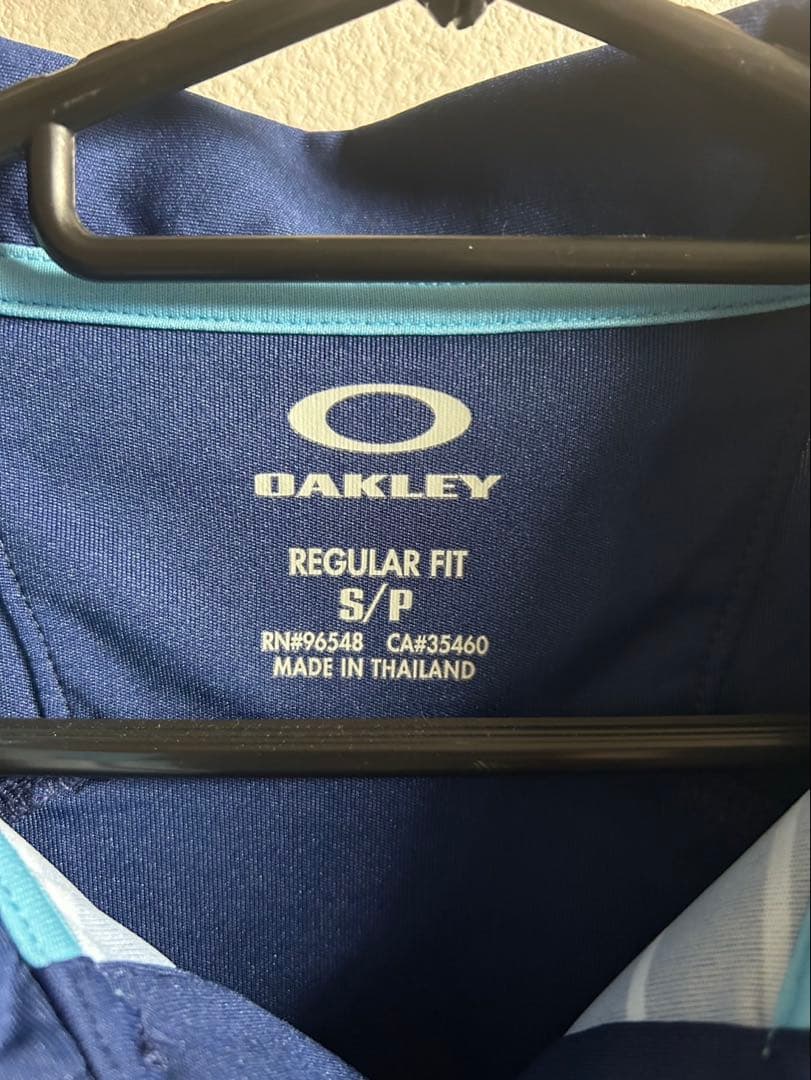 OAKLEY
REGULAR FIT
S/P
RN#96548 CA#35460
MADE IN THAILAND